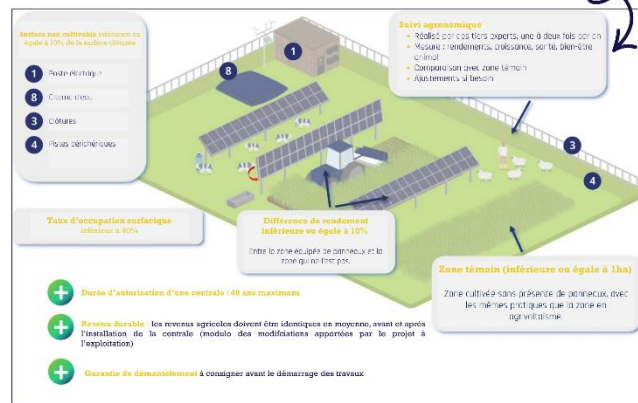 Surface non cultivable inférieure ou
égale à 10% de la surface clôturée
1 Poste électrique
8 Citerne d'eau
3 Clôtures
4 Pistes périphériques
8
1
Suivi agronomique
• Réalisé par des tiers experts, une à deux fois par an
• Mesure : rendements, croissance, santé, bien-être
animal
• Comparaison avec zone témoin
• Ajustements si besoin
3
4
Taux d'occupation surfacique
inférieur à 40%
Différence de rendement
inférieure ou égale à 10%
Entre la zone équipée de panneaux et la
zone qui ne l'est pas.
Zone témoin (inférieure ou égale à 1ha)
Zone cultivée sans présence de panneaux, avec
les mêmes pratiques que la zone en
agrivoltaïsme.
Durée d'autorisation d'une centrale : 40 ans maximum
Revenu durable : les revenus agricoles doivent être identiques en moyenne, avant et après
l'installation de la centrale (modulo des modifciations apportées par le projet à
l'exploitation)
Garantie de démantèlement à consigner avant le démarrage des travaux